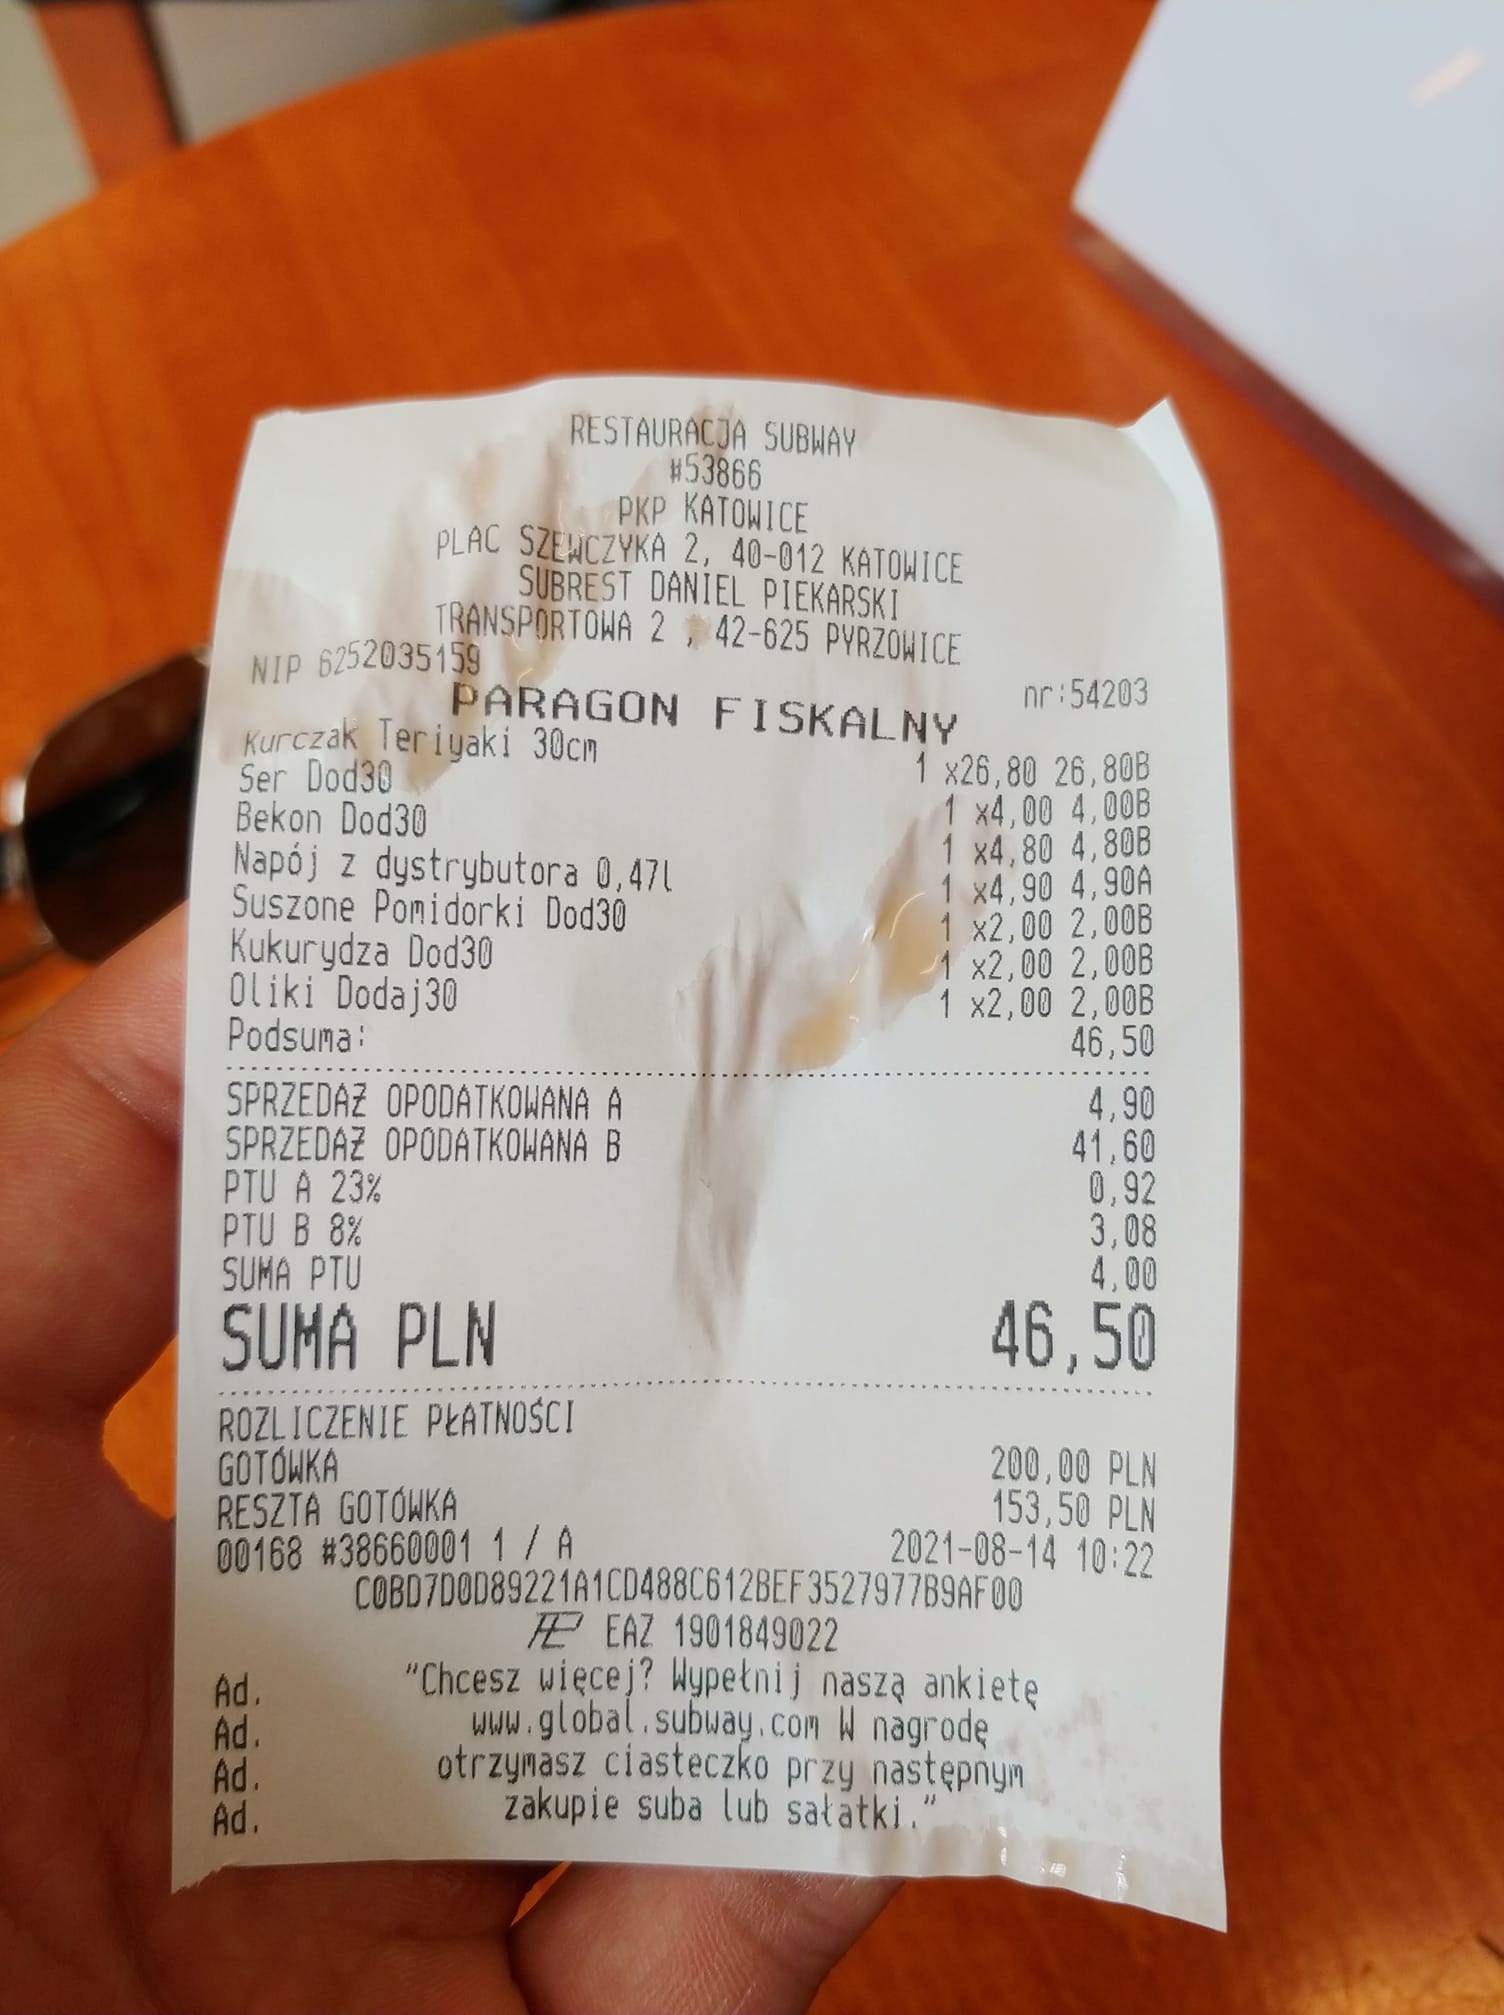 RESTAURACJA SUBWAY
#53866
PKP KATOWICE
PLAC SZEWCZYKA 2, 40-012 KATOWICE
SUBREST DANIEL PIEKARSKI
TRANSPORTOWA 2 , 42-625 PYRZOWICE
NIP 6252035159 nr:54203
PARAGON FISKALNY
Kurczak Teriyaki 30cm 1 x26,80 26,80B
Ser Dod30 1 x4,00 4,00B
Bekon Dod30 1 x4,80 4,80B
Napój z dystrybutora 0,47l 1 x4,90 4,90A
Suszone Pomidorki Dod30 1 x2,00 2,00B
Kukurydza Dod30 1 x2,00 2,00B
Oliki Dodaj30 1 x2,00 2,00B
Podsuma: 46,50
SPRZEDAŻ OPODATKOWANA A 4,90
SPRZEDAŻ OPODATKOWANA B 41,60
PTU A 23% 0,92
PTU B 8% 3,08
SUMA PTU 4,00
SUMA PLN 46,50
ROZLICZENIE PŁATNOŚCI
GOTÓWKA 200,00 PLN
RESZTA GOTÓWKA 153,50 PLN
00168 #38660001 1 / A 2021-08-14 10:22
C0BD7D0D89221A1CD488C612BEF3527977B9AF00
EAZ 1901849022
Ad. "Chcesz więcej? Wypełnij naszą ankietę
Ad. www.global.subway.com W nagrodę
Ad. otrzymasz ciasteczko przy następnym
Ad. zakupie suba lub sałatki."